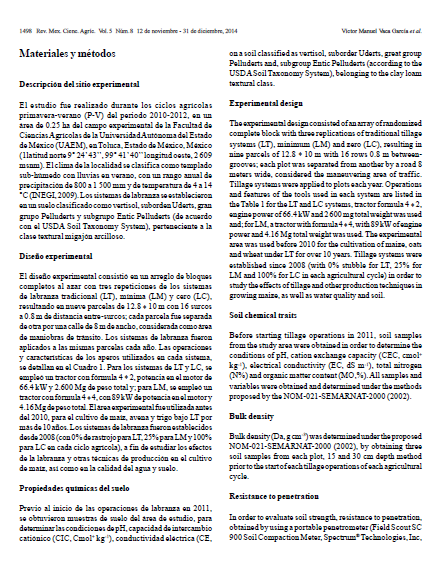 1498 Rev. Mex. Cienc. Agríc. Vol.5 Núm. 8 12 de noviembre - 31 de diciembre, 2014
Victor Manuel Vaca García et al.
Materiales y métodos
Descripción del sitio experimental
El estudio fue realizado durante los ciclos agrícolas
primavera-verano (P-V) del periodo 2010-2012, en un
área de 0.25 ha del campo experimental de la Facultad de
Ciencias Agrícolas de la Universidad Autónoma del Estado
de México (UAEM), en Toluca, Estado de México, México
(1latitud norte 9° 24´ 43´´, 99° 41´ 40´´ longitud oeste, 2 609
msnm). El clima de la localidad se clasifica como templado
sub-húmedo con lluvias en verano, con un rango anual de
precipitación de 800 a 1 500 mm y de temperatura de 4 a 14
°C (INEGI, 2009). Los sistemas de labranza se establecieron
en un suelo clasificado como vertisol, suborden Uderts, gran
grupo Pelluderts y subgrupo Entic Pelluderts (de acuerdo
con el USDA Soil Taxonomy System), perteneciente a la
clase textural migajón arcilloso.
Diseño experimental
El diseño experimental consistió en un arreglo de bloques
completos al azar con tres repeticiones de los sistemas
de labranza tradicional (LT), mínima (LM) y zero (LC),
resultando en nueve parcelas de 12.8 * 10 m con 16 surcos
a 0.8 m de distancia entre-surcos; cada parcela fue separada
de otra por una calle de 8 m de ancho, considerada como área
de maniobras de tránsito. Los sistemas de labranza fueron
aplicados a las mismas parcelas cada año. Las operaciones
y características de los aperos utilizados en cada sistema,
se detallan en el Cuadro 1. Para los sistemas de LT y LC, se
empleó un tractor con fórmula 4 + 2, potencia en el motor de
66.4 kW y 2 600 Mg de peso total y; para LM, se empleó un
tractor con fórmula 4 + 4, con 89 kW de potencia en el motor y
4.16 Mg de peso total. El área experimental fue utilizada antes
del 2010, para el cultivo de maíz, avena y trigo bajo LT por
más de 10 años. Los sistemas de labranza fueron establecidos
desde 2008 (con 0% de rastrojo para LT, 25% para LM y 100%
para LC en cada ciclo agrícola), a fin de estudiar los efectos
de la labranza y otras técnicas de producción en el cultivo
de maíz, así como en la calidad del agua y suelo.
Propiedades químicas del suelo
Previo al inicio de las operaciones de labranza en 2011,
se obtuvieron muestras de suelo del área de estudio, para
determinar las condiciones de pH, capacidad de intercambio
catiónico (CIC, Cmol⁺ kg⁻¹), conductividad eléctrica (CE,
on a soil classified as vertisol, suborder Uderts, great group
Pelluderts and, subgroup Entic Pelluderts (according to the
USDA Soil Taxonomy System), belonging to the clay loam
textural class.
Experimental design
The experimental design consisted of an array of randomized
complete block with three replications of traditional tillage
systems (LT), minimum (LM) and zero (LC), resulting in
nine parcels of 12.8 * 10 m with 16 rows 0.8 m between-
grooves; each plot was separated from another by a road 8
meters wide, considered the maneuvering area of traffic.
Tillage systems were applied to plots each year. Operations
and features of the tools used in each system are listed in
the Table 1 for the LT and LC systems, tractor formula 4 + 2,
engine power of 66.4 kW and 2 600 mg total weight was used
and; for LM, a tractor with formula 4 + 4, with 89 kW of engine
power and 4.16 Mg total weight was used. The experimental
area was used before 2010 for the cultivation of maize, oats
and wheat under LT for over 10 years. Tillage systems were
established since 2008 (with 0% stubble for LT, 25% for
LM and 100% for LC in each agricultural cycle) in order to
study the effects of tillage and other production techniques in
growing maize, as well as water quality and soil.
Soil chemical traits
Before starting tillage operations in 2011, soil samples
from the study area were obtained in order to determine the
conditions of pH, cation exchange capacity (CEC, cmol⁺
kg⁻¹), electrical conductivity (EC, dS m⁻¹), total nitrogen
(N%) and organic matter content (MO,%). All samples and
variables were obtained and determined under the methods
proposed by the NOM-021-SEMARNAT-2000 (2002).
Bulk density
Bulk density (Da, g cm⁻³) was determined under the proposed
NOM-021-SEMARNAT-2000 (2002), by obtaining three
soil samples from each plot, 15 and 30 cm depth method
prior to the start of each tillage operations of each agricultural
cycle.
Resistance to penetration
In order to evaluate soil strength, resistance to penetration,
obtained by using a portable penetrometer (Field Scout SC
900 Soil Compaction Meter, Spectrum® Technologies, Inc,